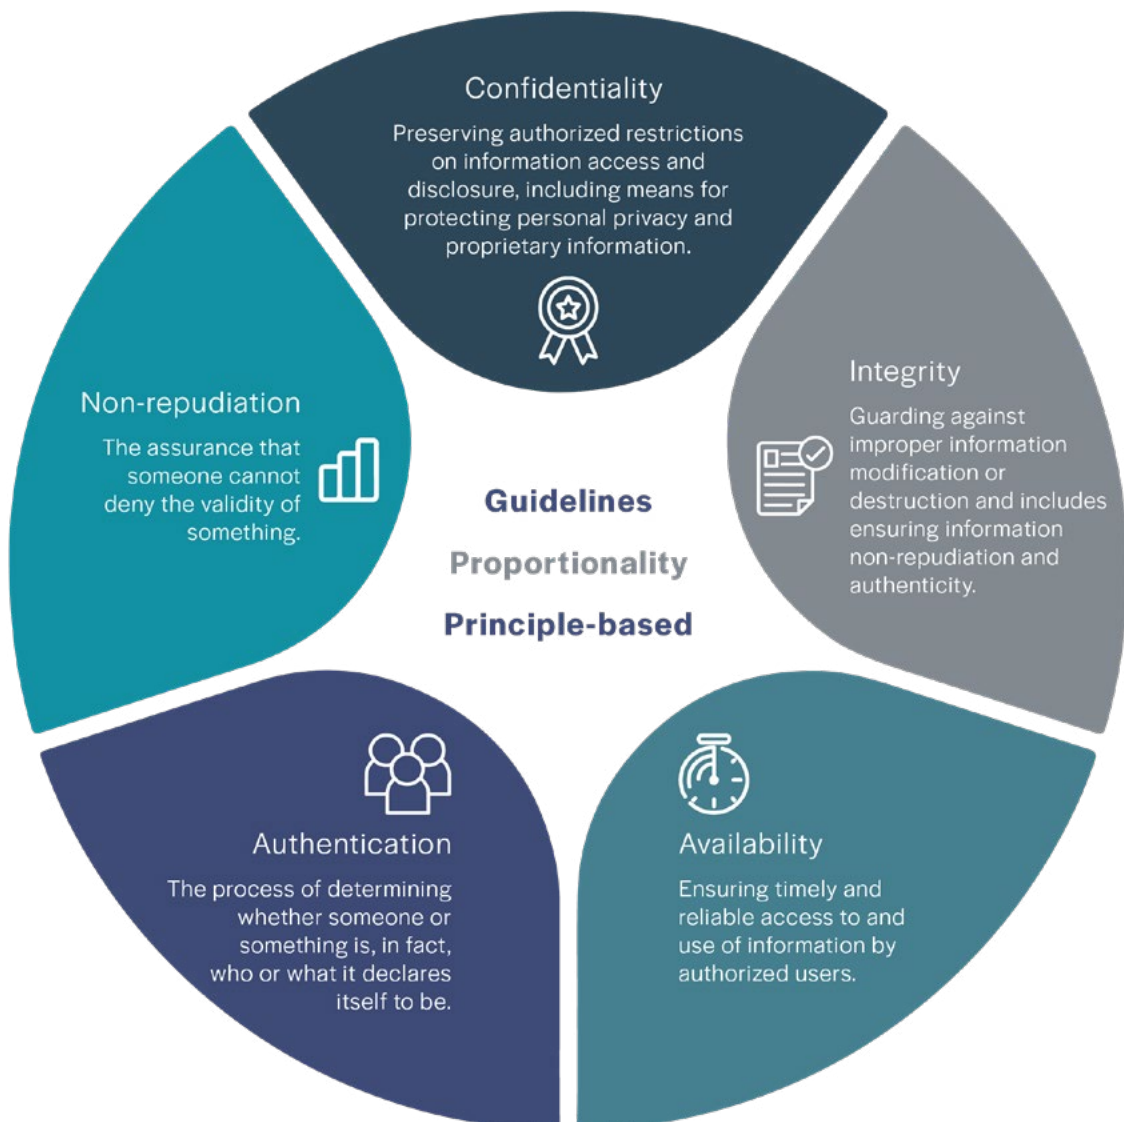 Confidentiality
Preserving authorized restrictions
on information access and
disclosure, including means for
protecting personal privacy and
proprietary information.
Integrity
Guarding against
improper information
modification or
destruction and includes
ensuring information
non-repudiation and
authenticity.
Availability
Ensuring timely and
reliable access to and
use of information by
authorized users.
Authentication
The process of determining
whether someone or
something is, in fact,
who or what it declares
itself to be.
Non-repudiation
The assurance that
someone cannot
deny the validity of
something.
Guidelines
Proportionality
Principle-based